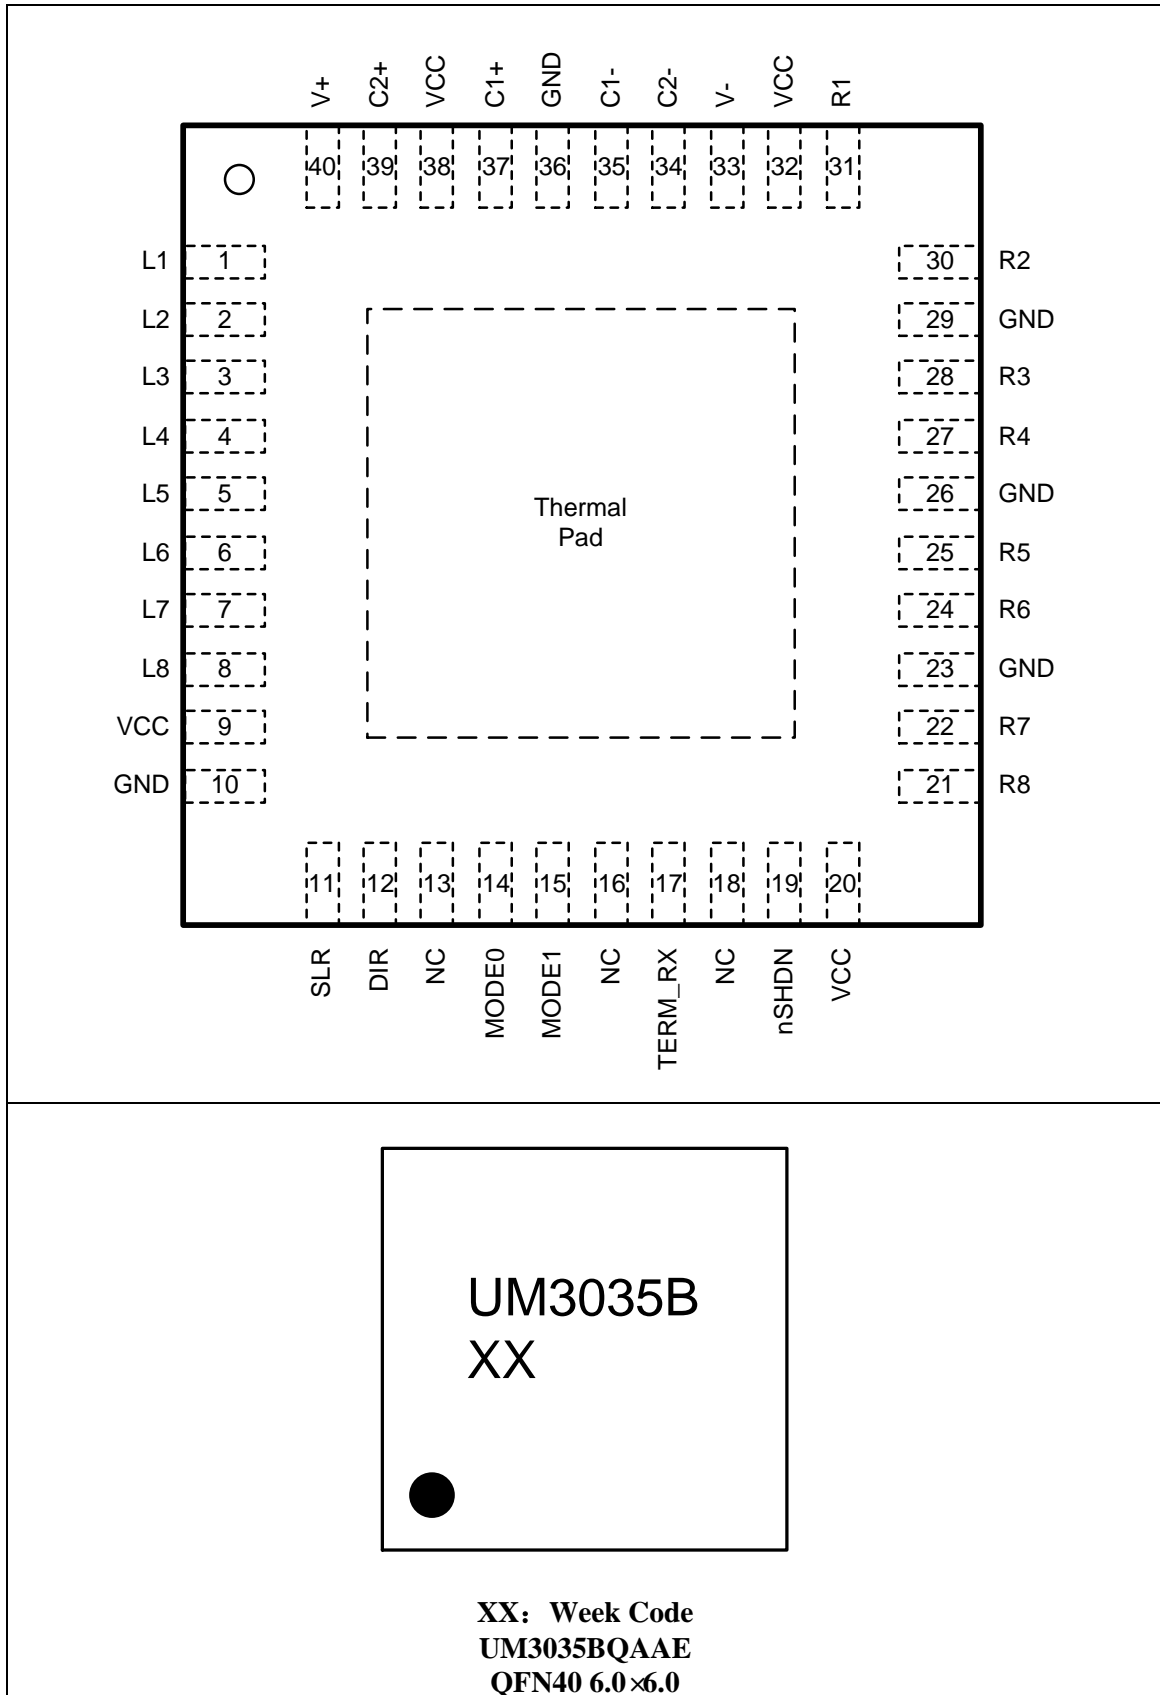 V+ C2+ VCC C1+ GND C1- C2- V- VCC R1
40 39 38 37 36 35 34 33 32 31
L1 1 30 R2
L2 2 29 GND
L3 3 28 R3
L4 4 27 R4
L5 5 26 GND
Thermal
Pad
L6 6 25 R5
L7 7 24 R6
L8 8 23 GND
VCC 9 22 R7
GND 10 21 R8
11 12 13 14 15 16 17 18 19 20
SLR DIR NC MODE0 MODE1 NC TERM_RX NC nSHDN VCC
UM3035B
XX
XX：Week Code
UM3035BQAAE
QFN40 6.0×6.0